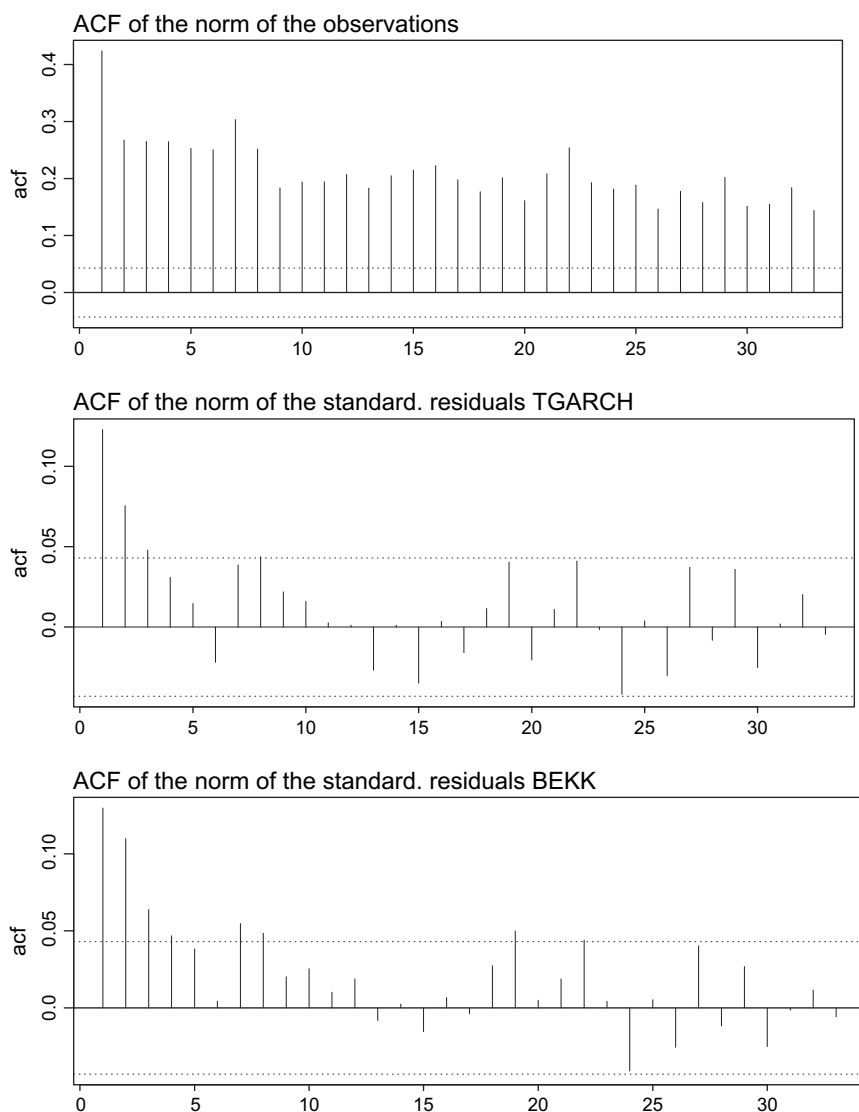 ACF of the norm of the observations
acf
0.4
0.3
0.2
0.1
0.0
0 5 10 15 20 25 30
ACF of the norm of the standard. residuals TGARCH
acf
0.10
0.05
0.0
0 5 10 15 20 25 30
ACF of the norm of the standard. residuals BEKK
acf
0.10
0.05
0.0
0 5 10 15 20 25 30